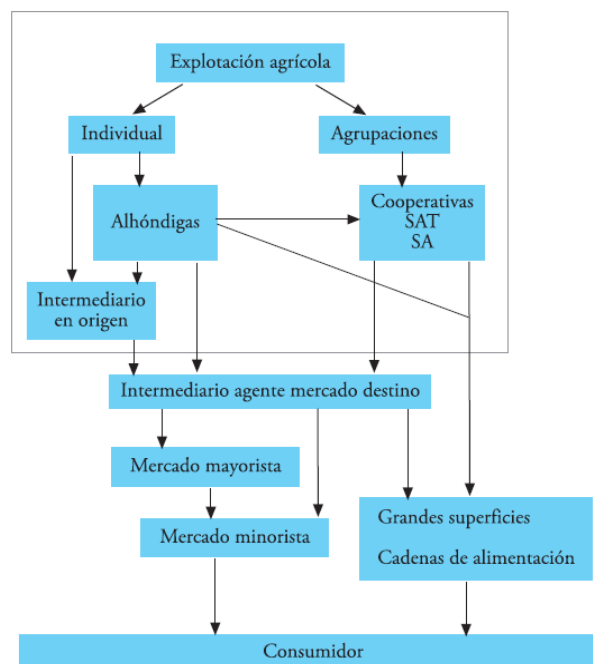 Explotación agrícola
Individual
Agrupaciones
Alhóndigas
Cooperativas
SAT
SA
Intermediario
en origen
Intermediario agente mercado destino
Mercado mayorista
Mercado minorista
Grandes superficies
Cadenas de alimentación
Consumidor